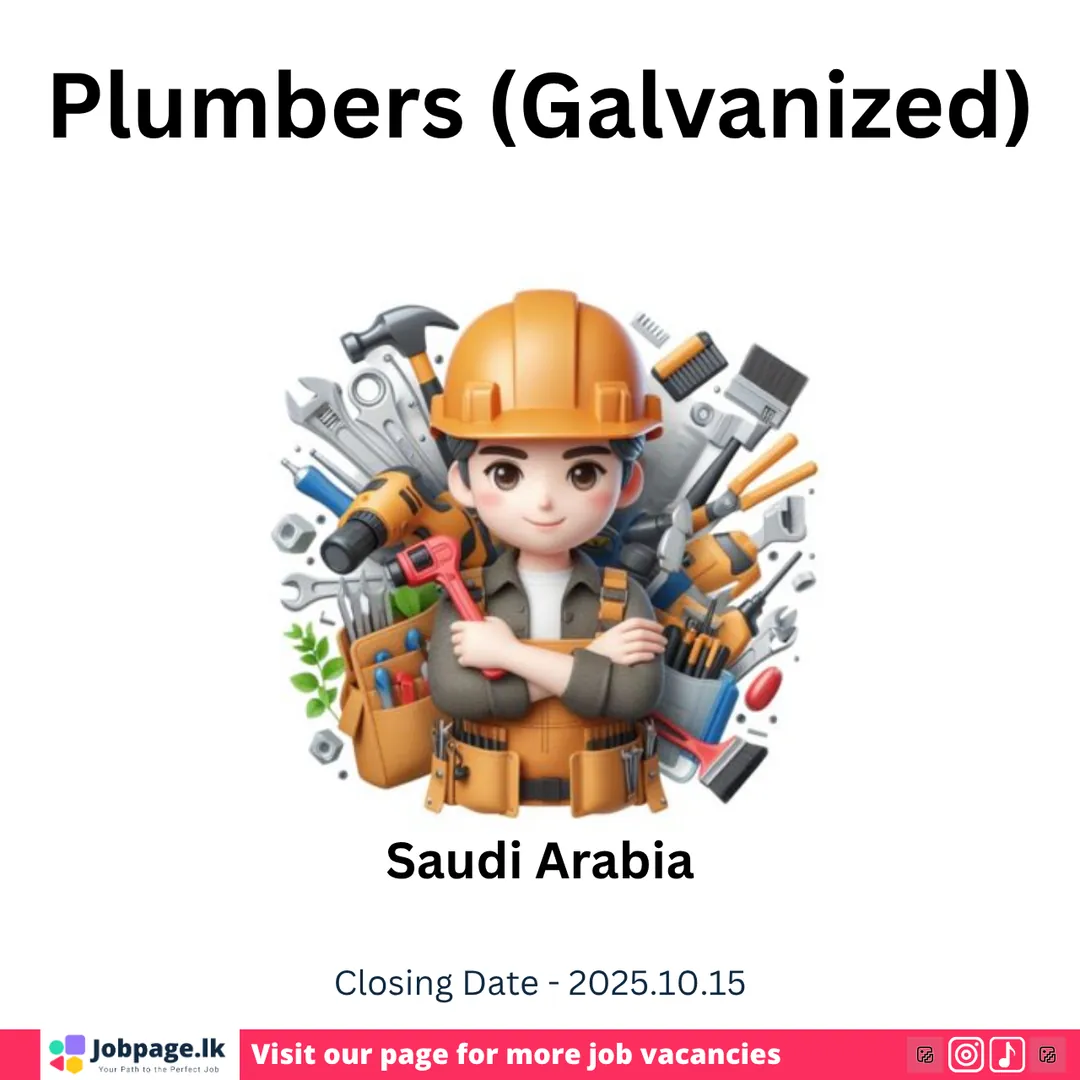 Plumbers (Galvanized)
Saudi Arabia
Closing Date - 2025.10.15
Jobpage.lk
Your Path to the Perfect Job
Visit our page for more job vacancies